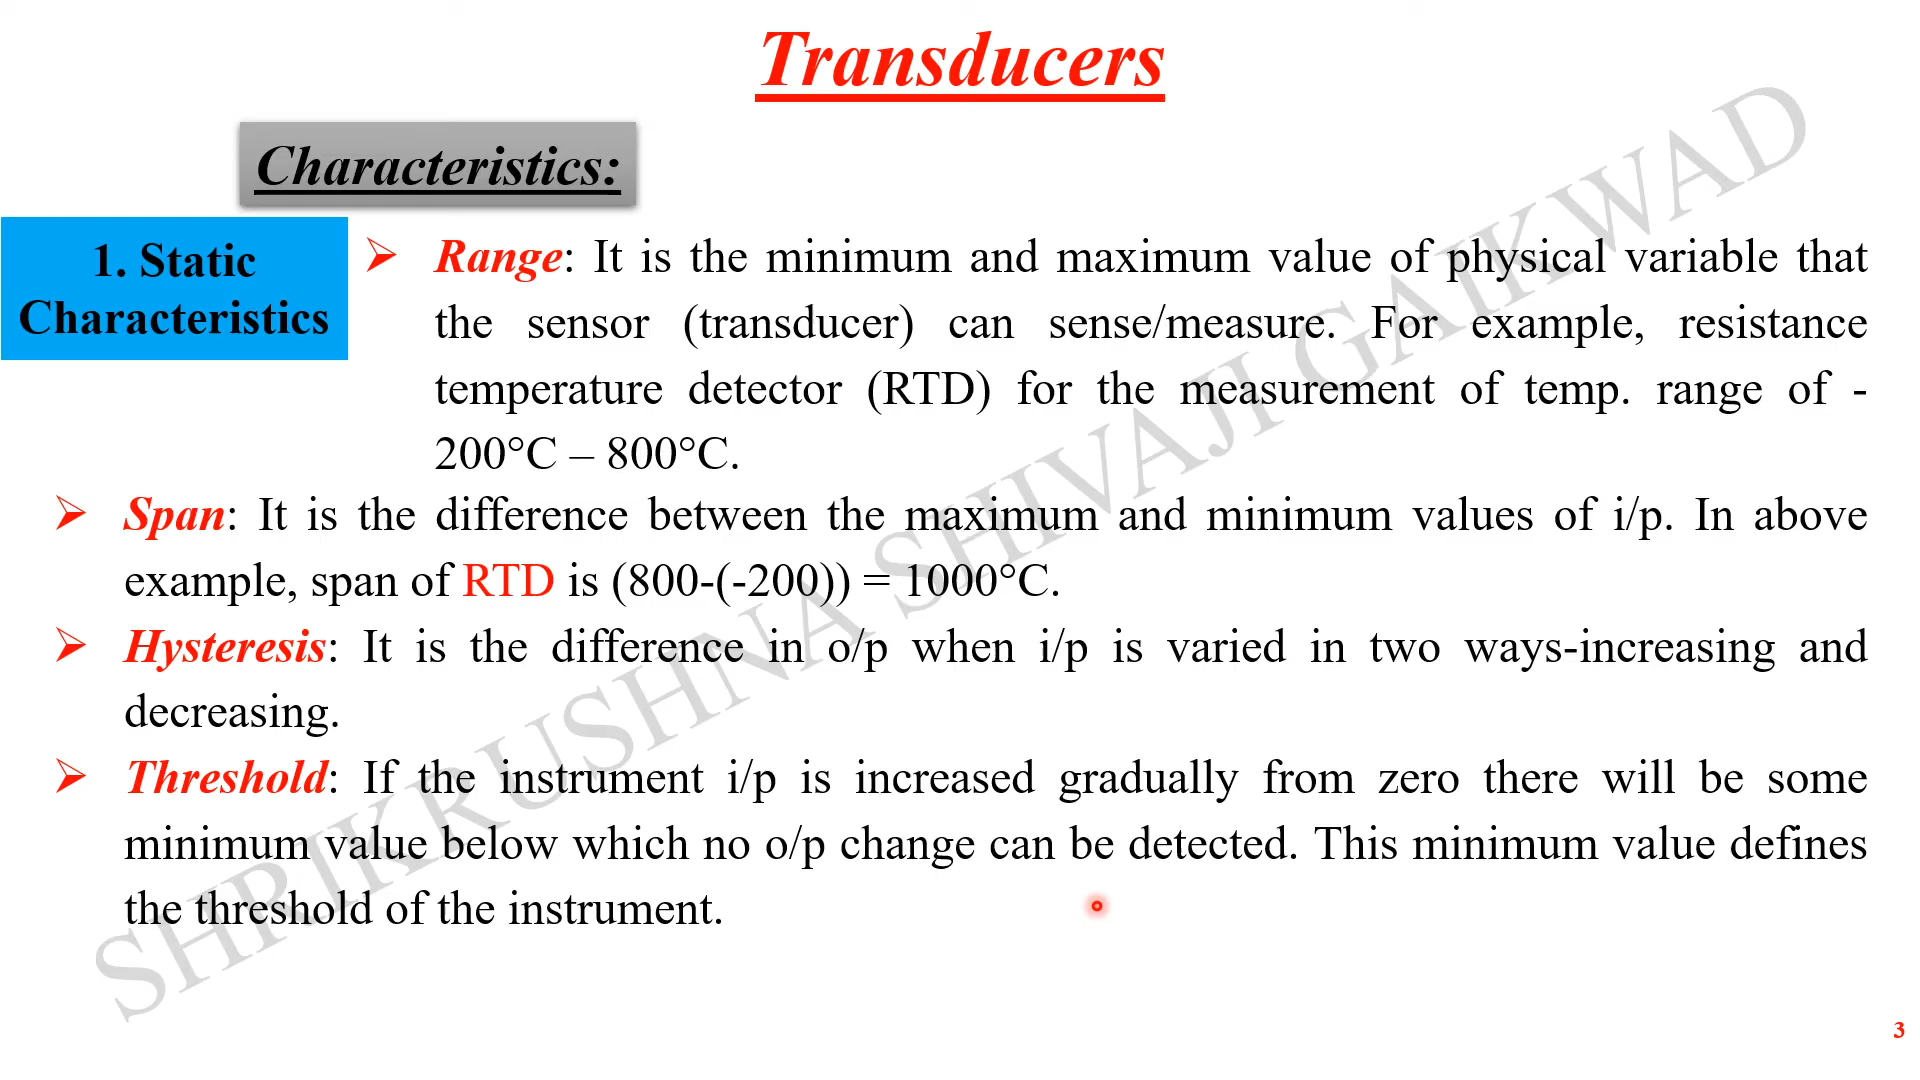 Transducers
Characteristics:
1. Static
Characteristics
➢ Range: It is the minimum and maximum value of physical variable that
the sensor (transducer) can sense/measure. For example, resistance
temperature detector (RTD) for the measurement of temp. range of -
200°C – 800°C.
➢ Span: It is the difference between the maximum and minimum values of i/p. In above
example, span of RTD is (800-(-200)) = 1000°C.
➢ Hysteresis: It is the difference in o/p when i/p is varied in two ways-increasing and
decreasing.
➢ Threshold: If the instrument i/p is increased gradually from zero there will be some
minimum value below which no o/p change can be detected. This minimum value defines
the threshold of the instrument.
SHRIKRUSHNA SHIVAJI GAIKWAD
3